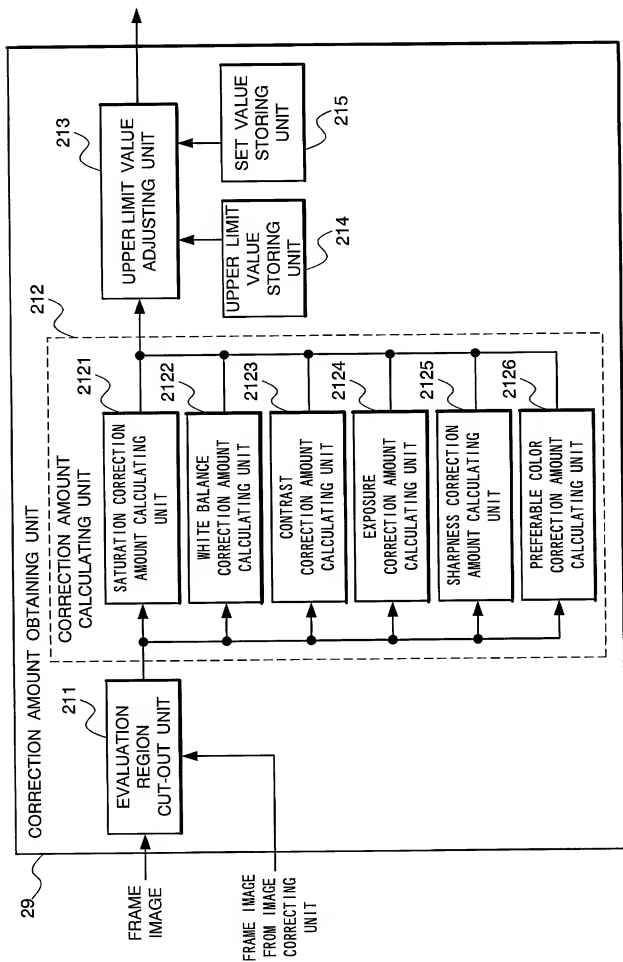 29
CORRECTION AMOUNT OBTAINING UNIT
FRAME
IMAGE
FRAME IMAGE
FROM IMAGE
CORRECTING
UNIT
211
EVALUATION
REGION
CUT-OUT UNIT
212
CORRECTION AMOUNT
CALCULATING UNIT
2121
SATURATION CORRECTION
AMOUNT CALCULATING
UNIT
2122
WHITE BALANCE
CORRECTION AMOUNT
CALCULATING UNIT
2123
CONTRAST
CORRECTION AMOUNT
CALCULATING UNIT
2124
EXPOSURE
CORRECTION AMOUNT
CALCULATING UNIT
2125
SHARPNESS CORRECTION
AMOUNT CALCULATING
UNIT
2126
PREFERABLE COLOR
CORRECTION AMOUNT
CALCULATING UNIT
213
UPPER LIMIT VALUE
ADJUSTING UNIT
UPPER LIMIT
VALUE
STORING
UNIT
214
SET VALUE
STORING
UNIT
215